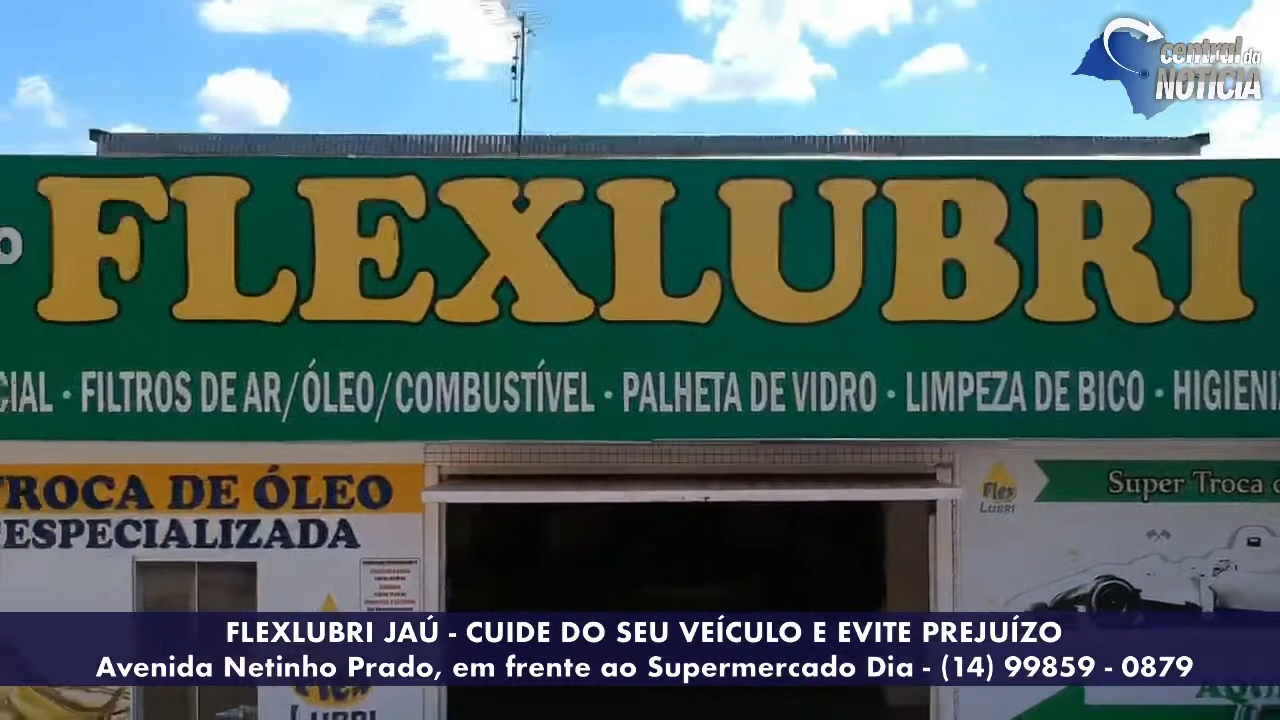 central da
NOTÍCIA
FLEXLUBRI
FILTROS DE AR/ÓLEO/COMBUSTÍVEL • PALHETA DE VIDRO • LIMPEZA DE BICO •
TROCA DE ÓLEO
ESPECIALIZADA
Flex
LUBRI
Super Troca
FLEXLUBRI JAÚ - CUIDE DO SEU VEÍCULO E EVITE PREJUÍZO
Avenida Netinho Prado, em frente ao Supermercado Dia - (14) 99859 - 0879
LUBRI